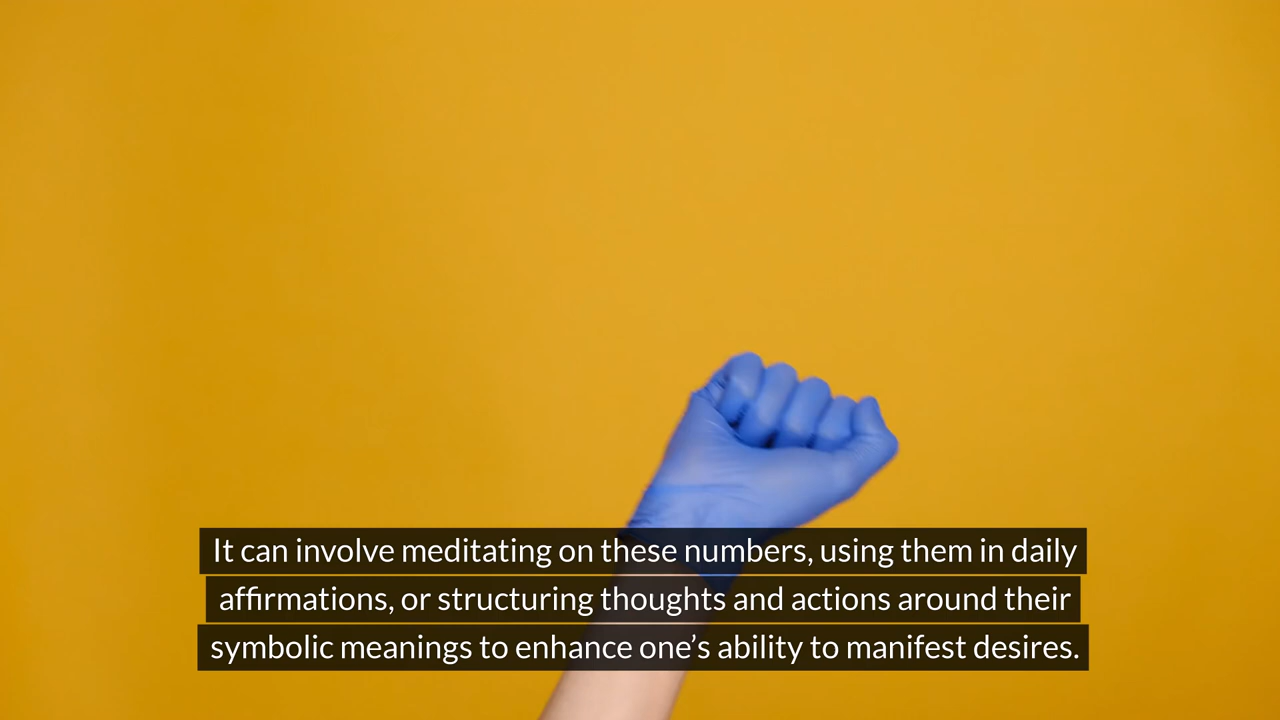 It can involve meditating on these numbers, using them in daily
affirmations, or structuring thoughts and actions around their
symbolic meanings to enhance one’s ability to manifest desires.